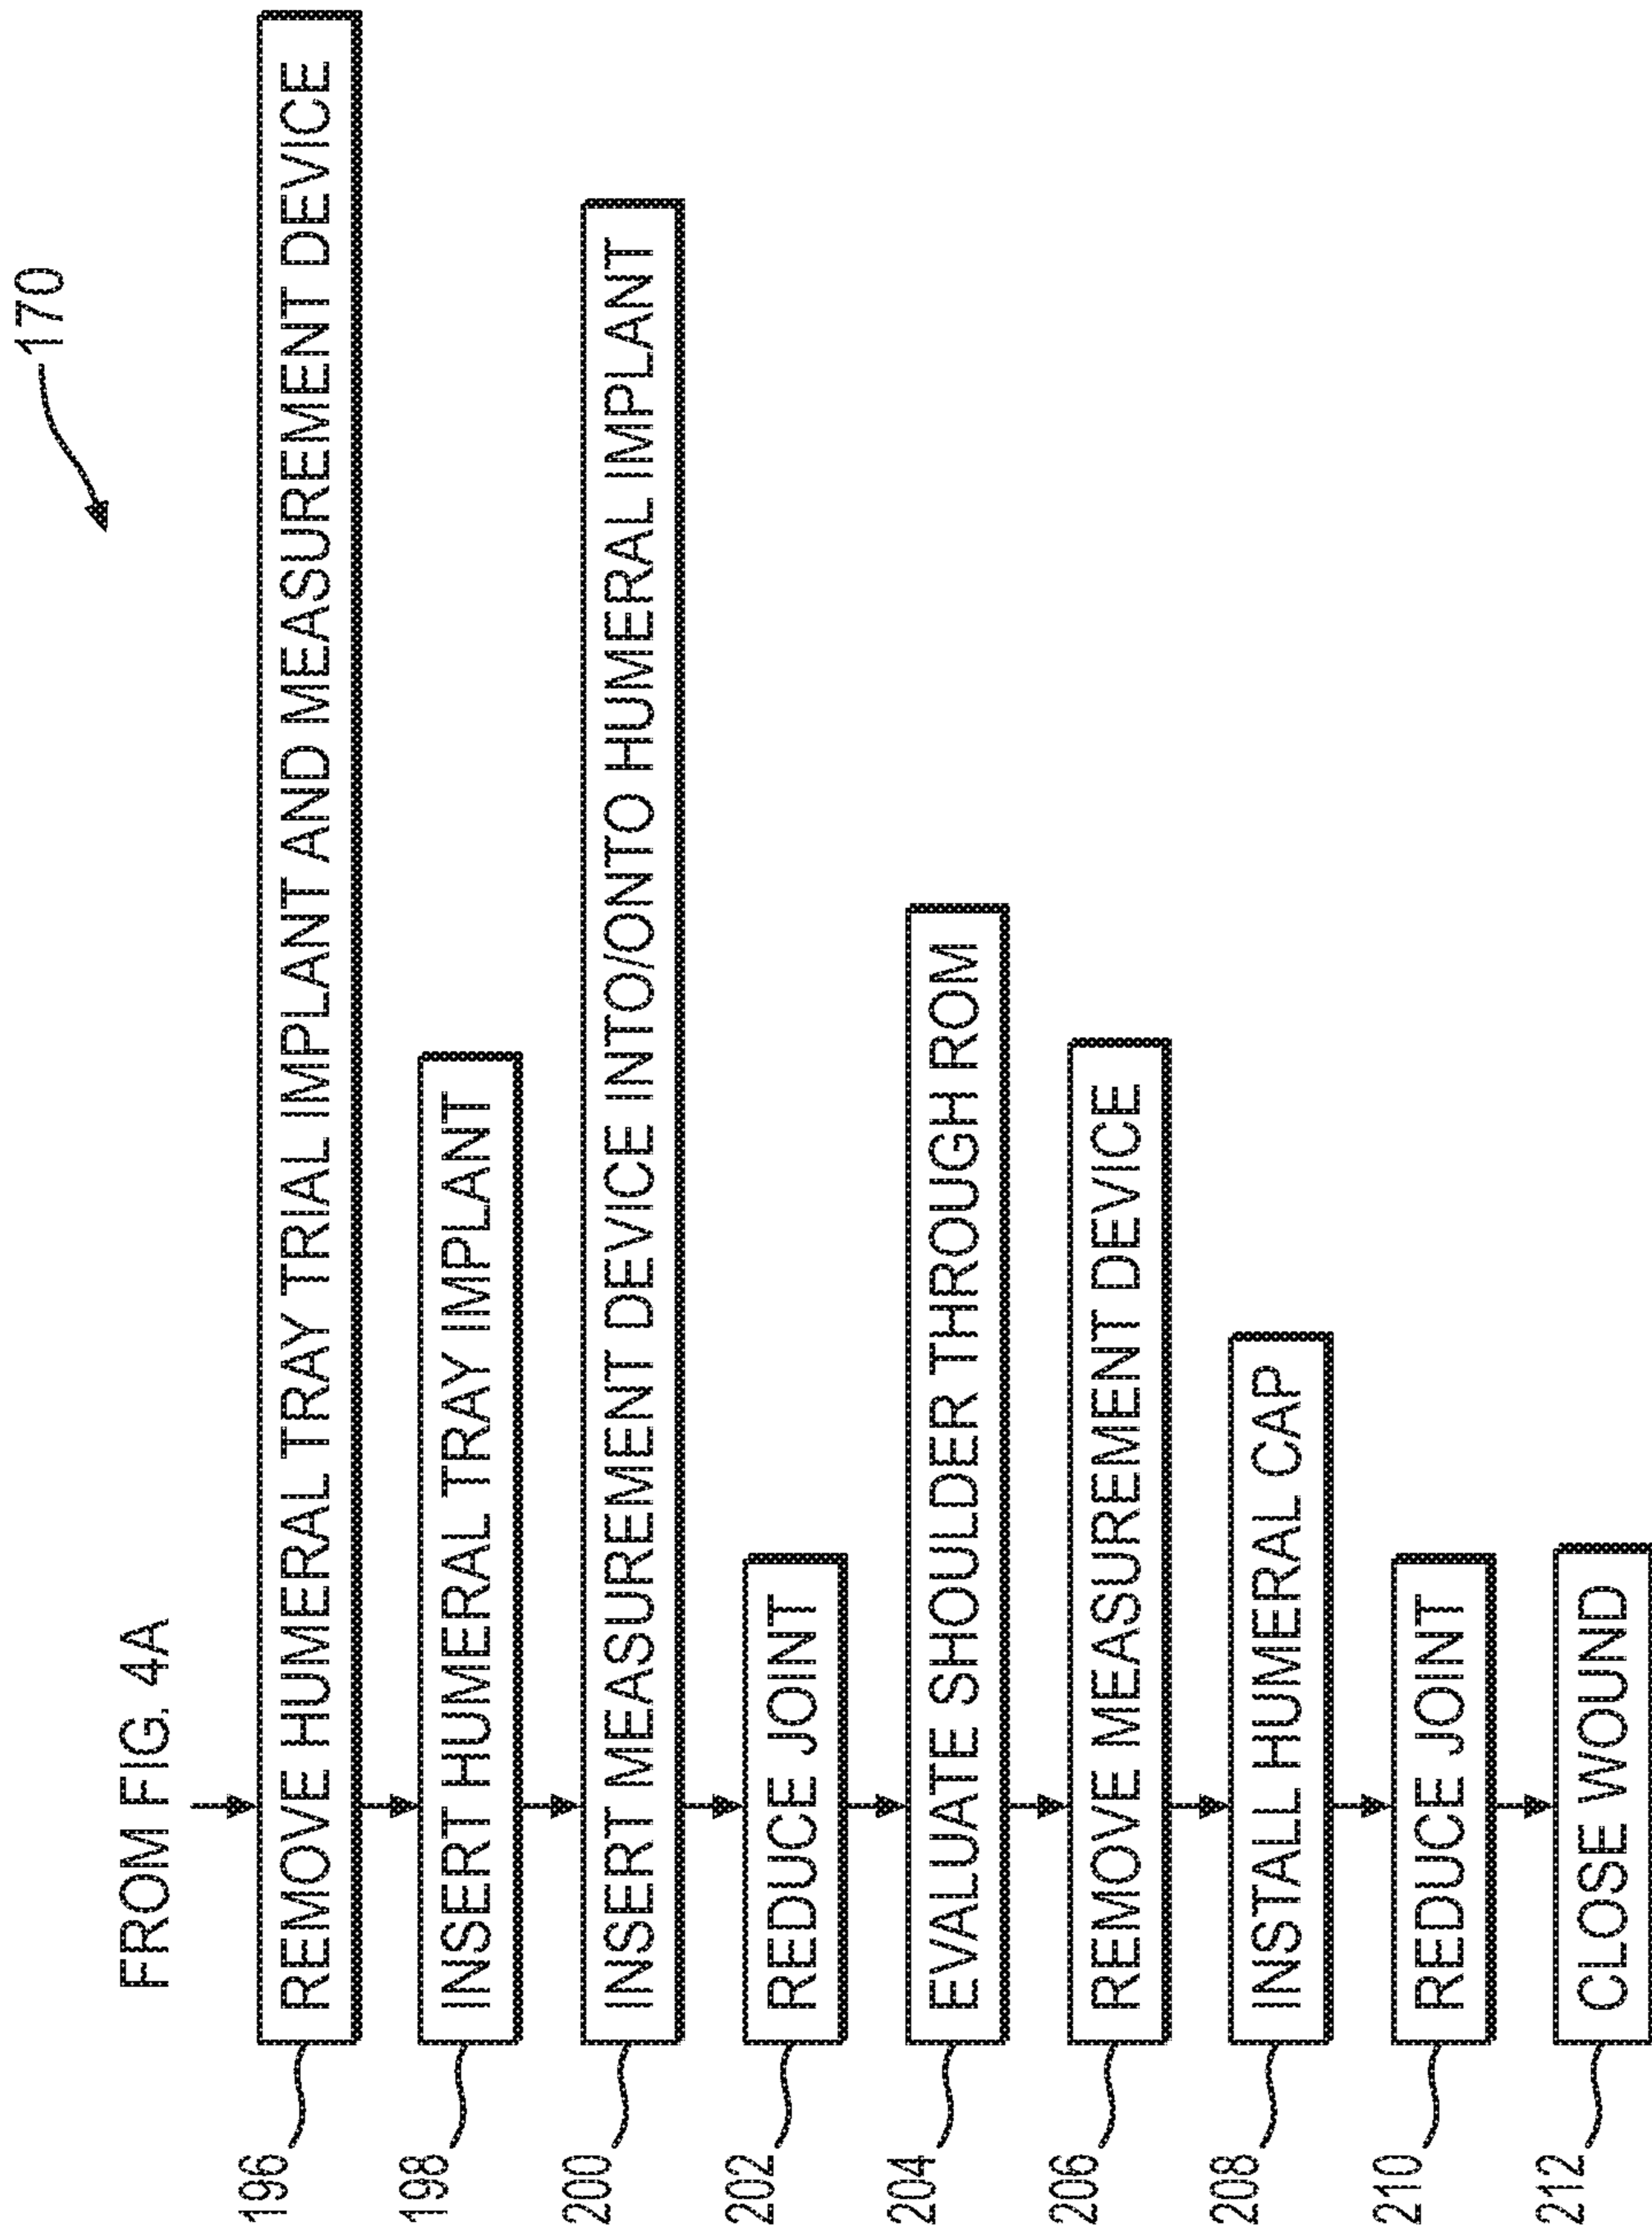 170
FROM FIG. 4A
196
REMOVE HUMERAL TRAY TRIAL IMPLANT AND MEASUREMENT DEVICE
198
INSERT HUMERAL TRAY IMPLANT
200
INSERT MEASUREMENT DEVICE INTO/ONTO HUMERAL IMPLANT
202
REDUCE JOINT
204
EVALUATE SHOULDER THROUGH ROM
206
REMOVE MEASUREMENT DEVICE
208
INSTALL HUMERAL CAP
210
REDUCE JOINT
212
CLOSE WOUND